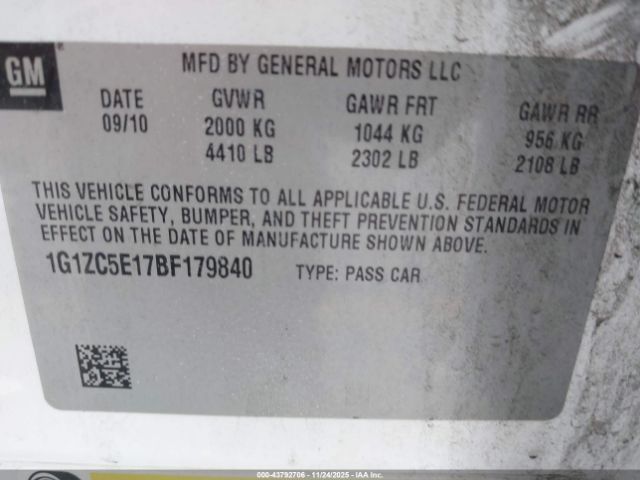 GM
MFD BY GENERAL MOTORS LLC
DATE GVWR GAWR FRT GAWR RR
09/10 2000 KG 1044 KG 956 KG
4410 LB 2302 LB 2108 LB
THIS VEHICLE CONFORMS TO ALL APPLICABLE U.S. FEDERAL MOTOR
VEHICLE SAFETY, BUMPER, AND THEFT PREVENTION STANDARDS IN
EFFECT ON THE DATE OF MANUFACTURE SHOWN ABOVE.
1G1ZC5E17BF179840 TYPE: PASS CAR
000-43792706 - 11/24/2025 - IAA Inc.